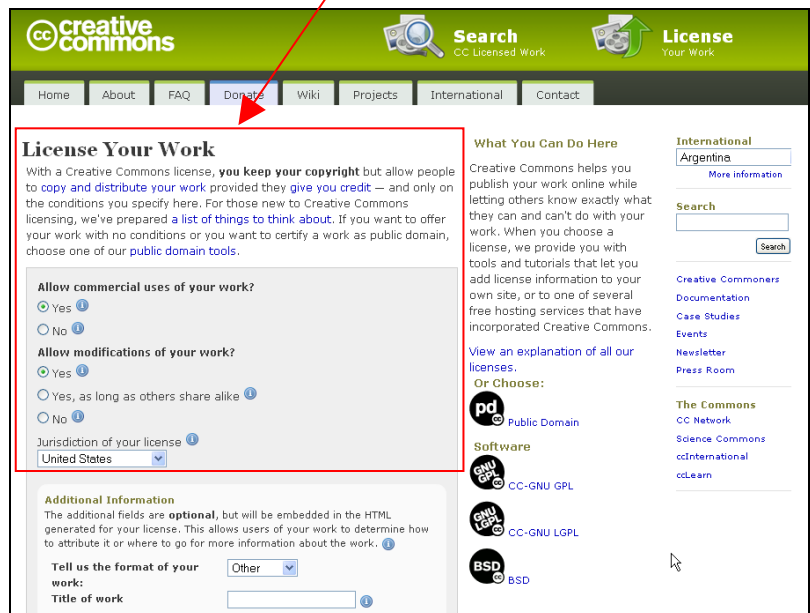 cc creative commons
Search
CC Licensed Work
License
Your Work
Home About FAQ Donate Wiki Projects International Contact
License Your Work
With a Creative Commons license, you keep your copyright but allow people
to copy and distribute your work provided they give you credit — and only on
the conditions you specify here. For those new to Creative Commons
licensing, we've prepared a list of things to think about. If you want to offer
your work with no conditions or you want to certify a work as public domain,
choose one of our public domain tools.
Allow commercial uses of your work?
Yes i
No i
Allow modifications of your work?
Yes i
Yes, as long as others share alike i
No i
Jurisdiction of your license i
United States
Additional Information
The additional fields are optional, but will be embedded in the HTML
generated for your license. This allows users of your work to determine how
to attribute it or where to go for more information about the work. i
Tell us the format of your
work:
Other
Title of work i
What You Can Do Here
Creative Commons helps you
publish your work online while
letting others know exactly what
they can and can't do with your
work. When you choose a
license, we provide you with
tools and tutorials that let you
add license information to your
own site, or to one of several
free hosting services that have
incorporated Creative Commons.
View an explanation of all our
licenses.
Or Choose:
pd cc Public Domain
Software
GNU GPL cc CC-GNU GPL
GNU LGPL cc CC-GNU LGPL
BSD cc BSD
International
Argentina
More information
Search
Search
Creative Commoners
Documentation
Case Studies
Events
Newsletter
Press Room
The Commons
CC Network
Science Commons
ccInternational
ccLearn